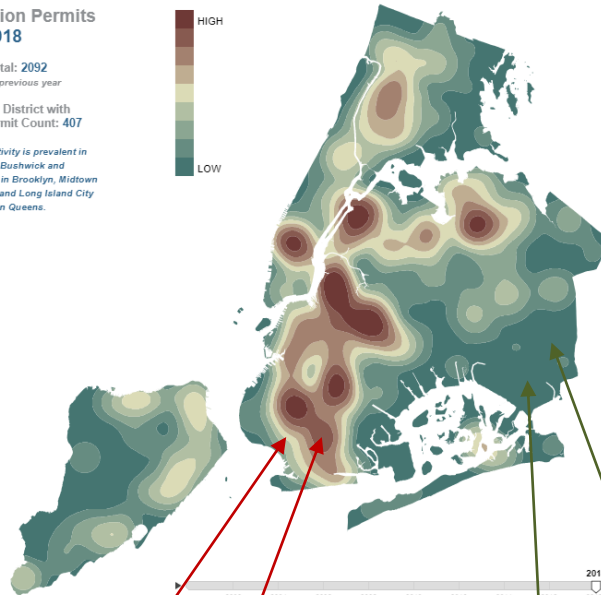 ion Permits
018
tal: 2092
previous year
District with
mit Count: 407
tivity is prevalent in
Bushwick and
in Brooklyn, Midtown
and Long Island City
n Queens.
HIGH
LOW
201